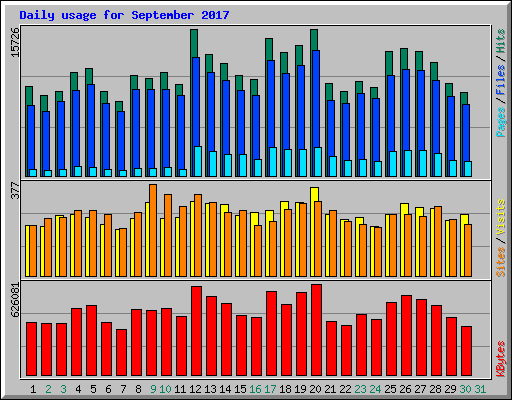 Daily usage for September 2017
15726
Pages / Files / Hits
377
Sites / Visits
626081
KBytes
1 2 3 4 5 6 7 8 9 10 11 12 13 14 15 16 17 18 19 20 21 22 23 24 25 26 27 28 29 30 31